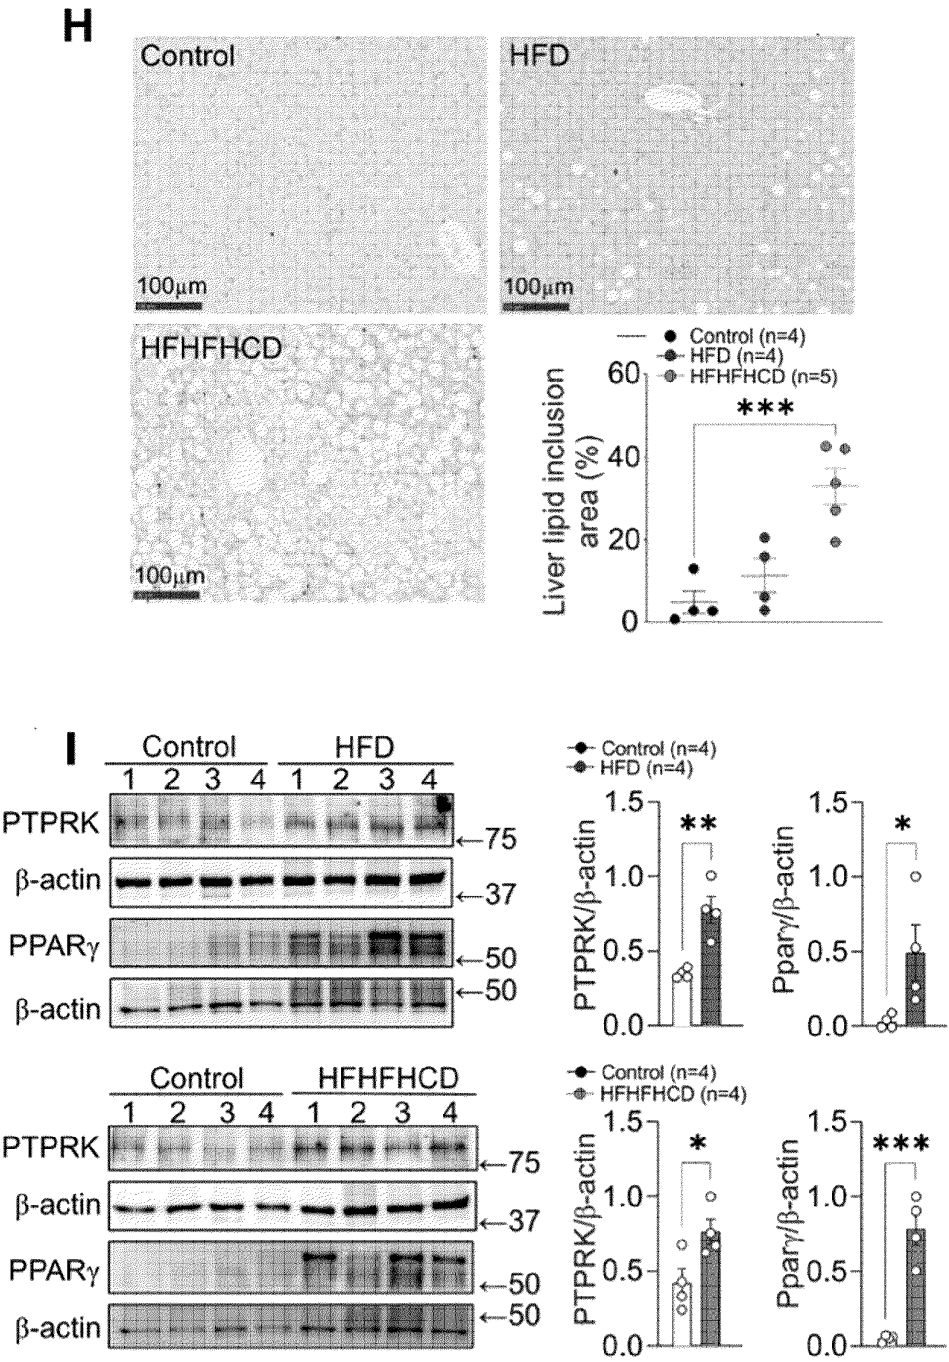 H
Control
100μm
HFD
100μm
HFHFHCD
100μm
Control (n=4)
HFD (n=4)
HFHFHCD (n=5)
Liver lipid inclusion
area (%)
60
40
20
0
***
I
Control HFD
1 2 3 4 1 2 3 4
PTPRK
←75
β-actin
←37
PPARγ
←50
β-actin
←50
Control (n=4)
HFD (n=4)
PTPRK/β-actin
1.5
1.0
0.5
0.0
**
Pparγ/β-actin
1.5
1.0
0.5
0.0
*
Control HFHFHCD
1 2 3 4 1 2 3 4
PTPRK
←75
β-actin
←37
PPARγ
←50
β-actin
←50
Control (n=4)
HFHFHCD (n=4)
PTPRK/β-actin
1.5
1.0
0.5
0.0
*
Pparγ/β-actin
1.5
1.0
0.5
0.0
***